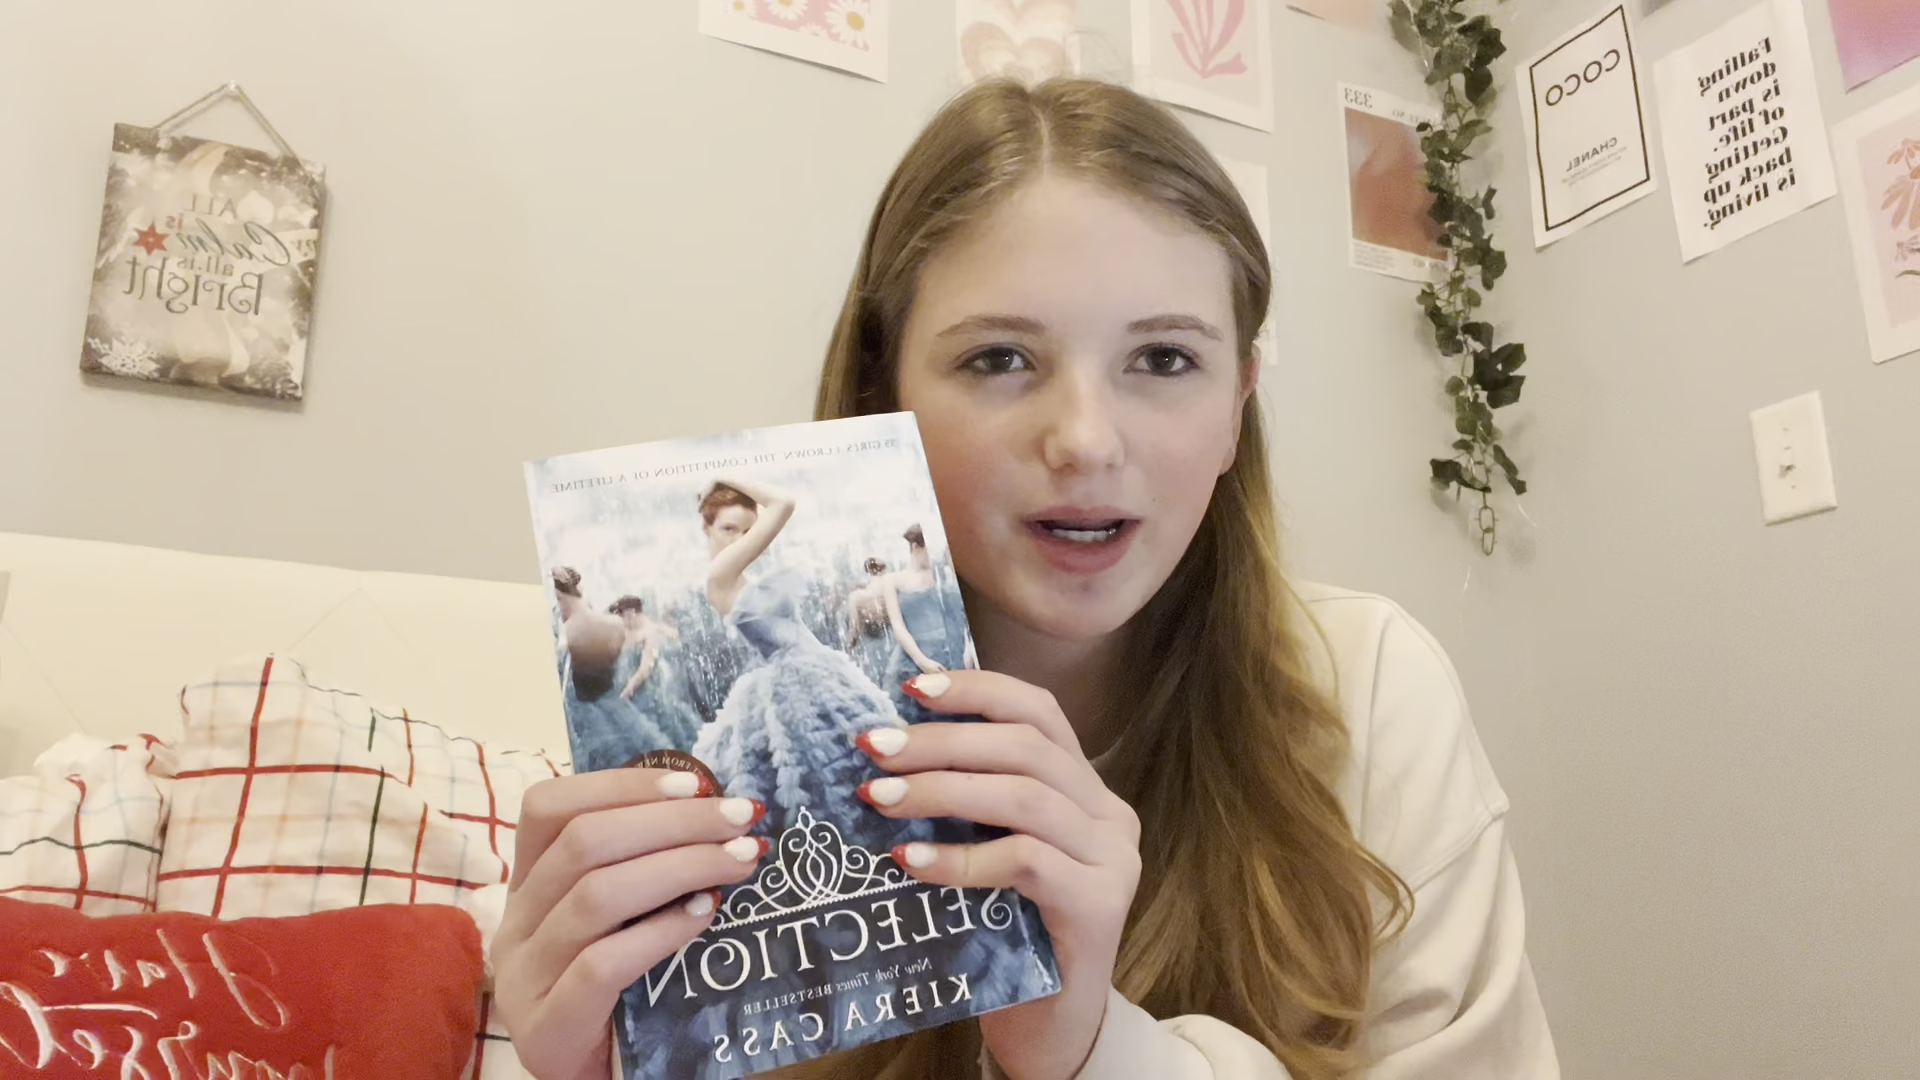 ALL
is
Calm
all is
Bright
333
COCO
CHANEL
Falling
down
is part
of life.
Getting
back up
is living.
35 GIRLS. 1 CROWN. THE COMPETITION OF A LIFETIME
SELECTION
New York Times BESTSELLER
KIERA CASS
Have